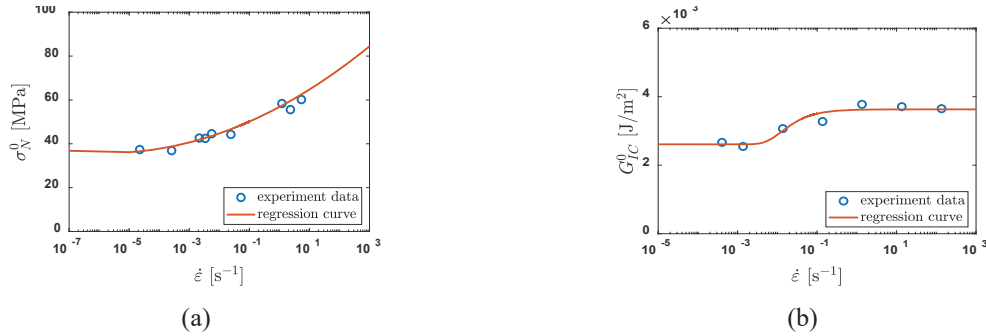 100
80
60
40
20
0
σ_N^0 [MPa]
10^-7 10^-5 10^-3 10^-1 10^1 10^3
ε̇ [s^−1]
experiment data
regression curve
(a)
6 × 10^3
4
2
0
G_IC^0 [J/m^2]
10^-5 10^-3 10^-1 10^1 10^3
ε̇ [s^−1]
experiment data
regression curve
(b)